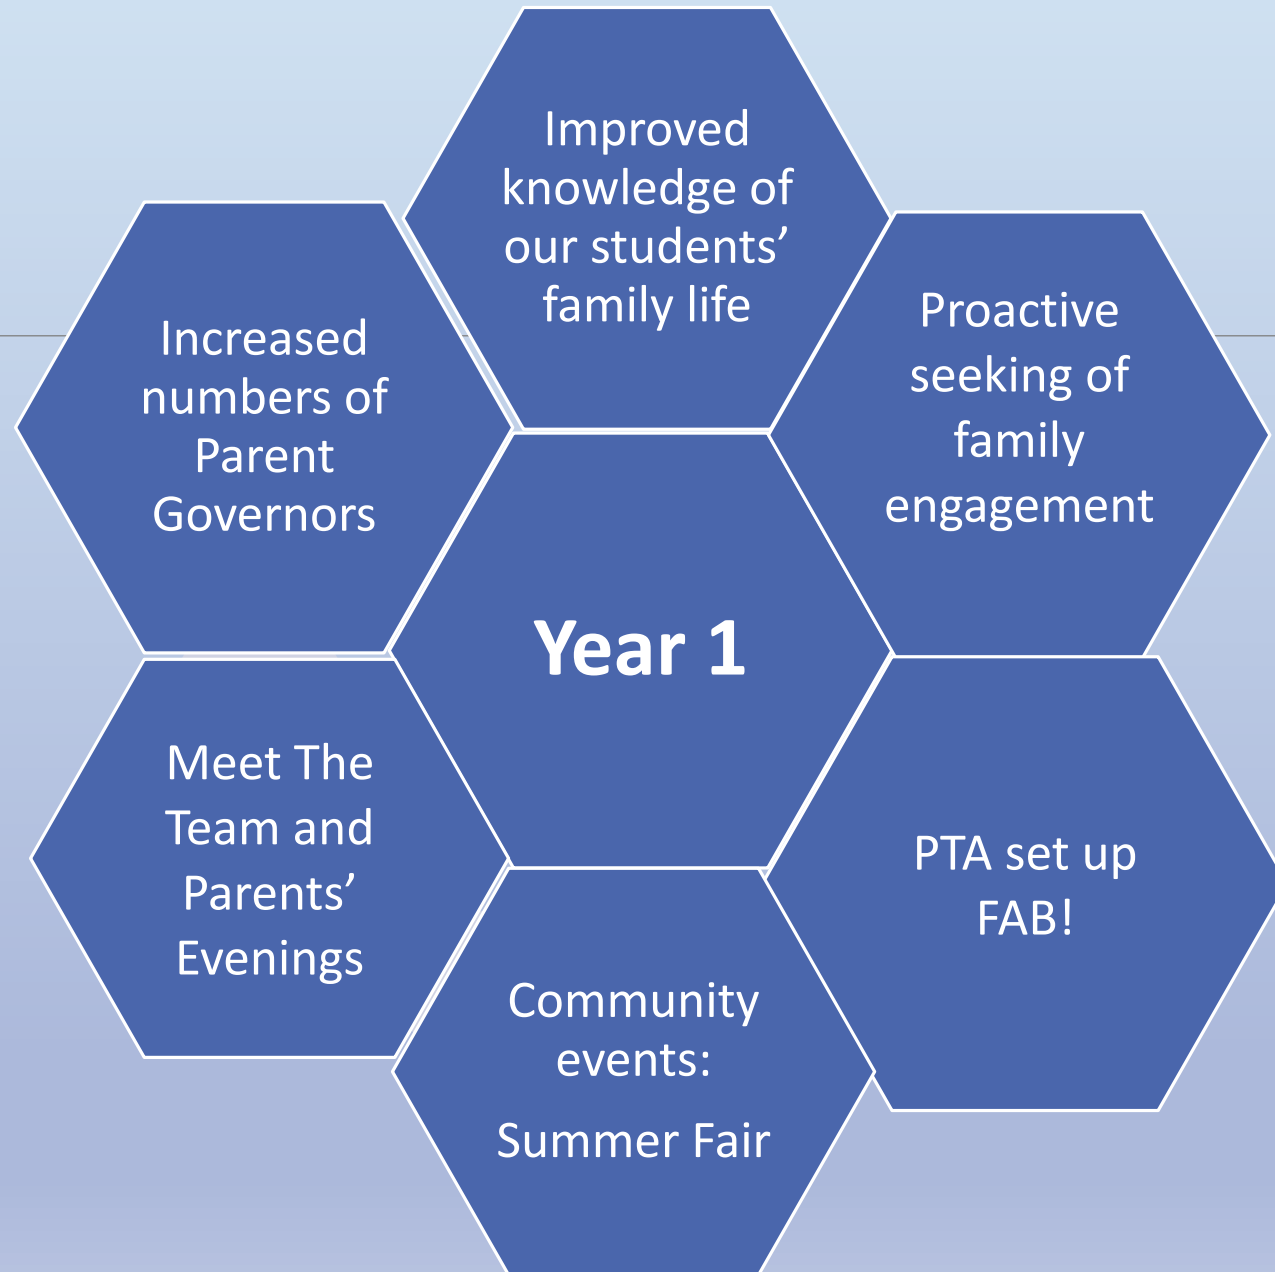 Improved
knowledge of
our students’
family life
Proactive
seeking of
family
engagement
Increased
numbers of
Parent
Governors
Year 1
Meet The
Team and
Parents’
Evenings
PTA set up
FAB!
Community
events:
Summer Fair